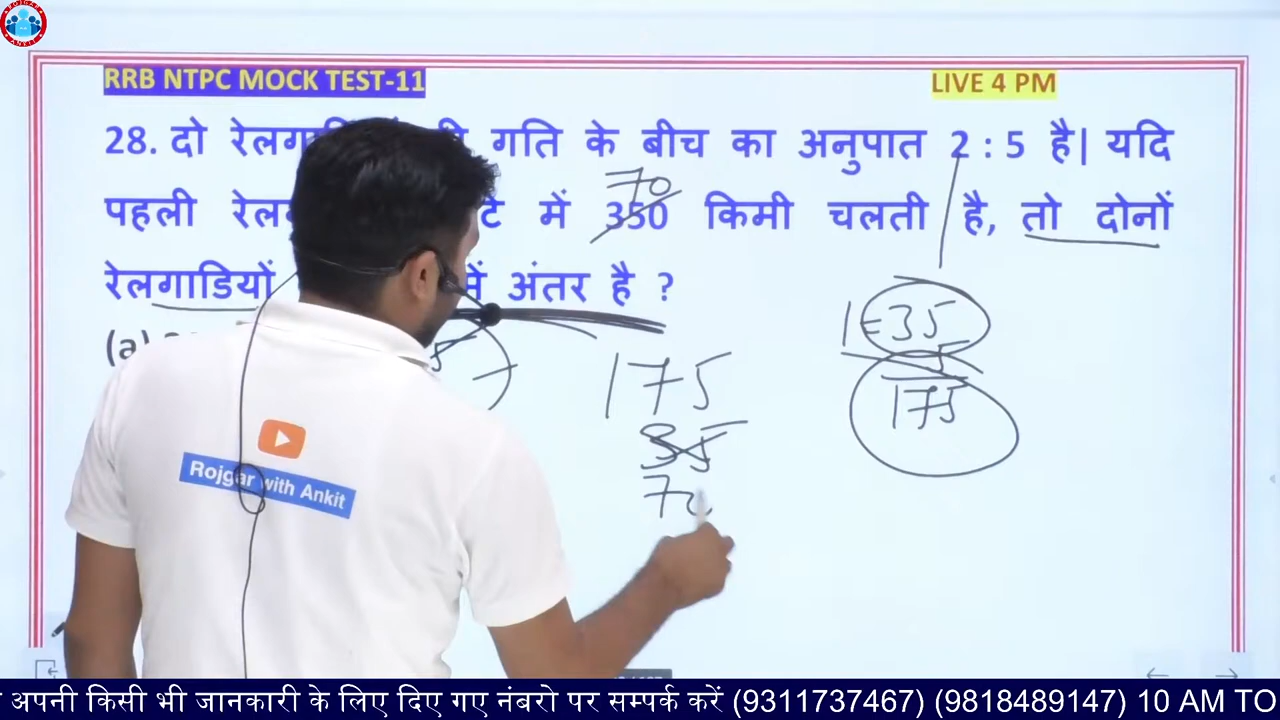 RRB NTPC MOCK TEST-11
LIVE 4 PM
28. दो गति के बीच का अनुपात 2 : 5 है| यदि
70
पहली में 350 किमी चलती है, तो दोनों
रेलगाडियों में अंतर है ?
(a)
1=35
5
175
175
35
70
Rojgar with Ankit
अपनी किसी भी जानकारी के लिए दिए गए नंबरो पर सम्पर्क करें (9311737467) (9818489147) 10 AM TO